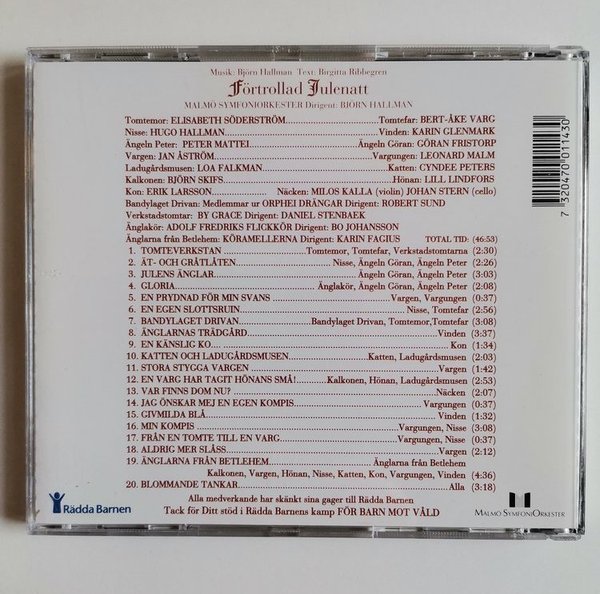 Musik: Björn Hallman Text: Birgitta Ribbegren
Förtrollad Julenatt
MALMÖ SYMFONIORKESTER Dirigent: BJÖRN HALLMAN
Tomtemor: ELISABETH SÖDERSTRÖM Tomtefar: BERT-ÅKE VARG
Nisse: HUGO HALLMAN Vinden: KARIN GLENMARK
Ängeln Peter: PETER MATTEI Ängeln Göran: GÖRAN FRISTORP
Vargen: JAN ÅSTRÖM Vargungen: LEONARD MALM
Ladugårdsmusen: LOA FALKMAN Katten: CYNDEE PETERS
Kalkonen: BJÖRN SKIFS Hönan: LILL LINDFORS
Kon: ERIK LARSSON Näcken: MILOS KALLA (violin) JOHAN STERN (cello)
Bandylaget Drivan: Medlemmar ur ORPHEI DRÄNGAR Dirigent: ROBERT SUND
Verkstadstomtar: BY GRACE Dirigent: DANIEL STENBAEK
Änglakör: ADOLF FREDRIKS FLICKKÖR Dirigent: BO JOHANSSON
Änglarna från Betlehem: KÖRAMELLERNA Dirigent: KARIN FAGIUS TOTAL TID: (46:53)
1. TOMTEVERKSTAN Tomtemor, Tomtefar, Verkstadstomtarna (2:30)
2. ÄT- OCH GRÅTLÅTEN Nisse, Ängeln Göran, Ängeln Peter (2:26)
3. JULENS ÄNGLAR Ängeln Göran, Ängeln Peter (3:03)
4. GLORIA Änglakör, Ängeln Göran, Ängeln Peter (2:08)
5. EN PRYDNAD FÖR MIN SVANS Vargen, Vargungen (0:37)
6. EN EGEN SLOTTSRUIN Nisse, Tomtefar (2:56)
7. BANDYLAGET DRIVAN Bandylaget Drivan, Tomtemor, Tomtefar (3:08)
8. ÄNGLARNAS TRÄDGÅRD Vinden (3:37)
9. EN KÄNSLIG KO Kon (1:34)
10. KATTEN OCH LADUGÅRDSMUSEN Katten, Ladugårdsmusen (2:03)
11. STORA STYGGA VARGEN Vargen (1:42)
12. EN VARG HAR TAGIT HÖNANS SMÅ! Kalkonen, Hönan, Ladugårdsmusen (2:53)
13. VAR FINNS DOM NU? Näcken (2:07)
14. JAG ÖNSKAR MEJ EN EGEN KOMPIS Vargungen (0:37)
15. GIVMILDA BLÅ Vinden (1:32)
16. MIN KOMPIS Vargungen, Nisse (3:08)
17. FRÅN EN TOMTE TILL EN VARG Vargungen, Nisse (0:37)
18. ALDRIG MER SLÅSS Vargen (2:12)
19. ÄNGLARNA FRÅN BETLEHEM Änglarna från Betlehem
Kalkonen, Vargen, Hönan, Nisse, Katten, Kon, Vargungen, Vinden (4:36)
20. BLOMMANDE TANKAR Alla (3:18)
Alla medverkande har skänkt sina gager till Rädda Barnen
Tack för Ditt stöd i Rädda Barnens kamp FÖR BARN MOT VÅLD
Rädda Barnen
MALMÖ SYMFONIORKESTER
7 320470 011430